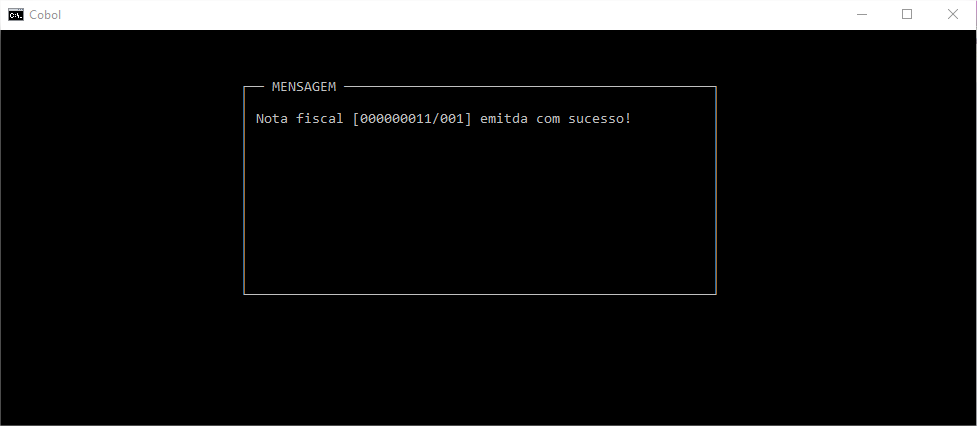 Cobol
MENSAGEM
Nota fiscal [000000011/001] emitda com sucesso!